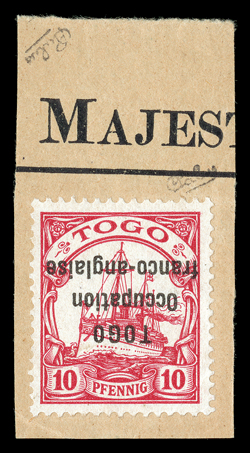 MAJEST
TOGO
TOGO
Occupation
franco-anglaise
10 PFENNIG 10